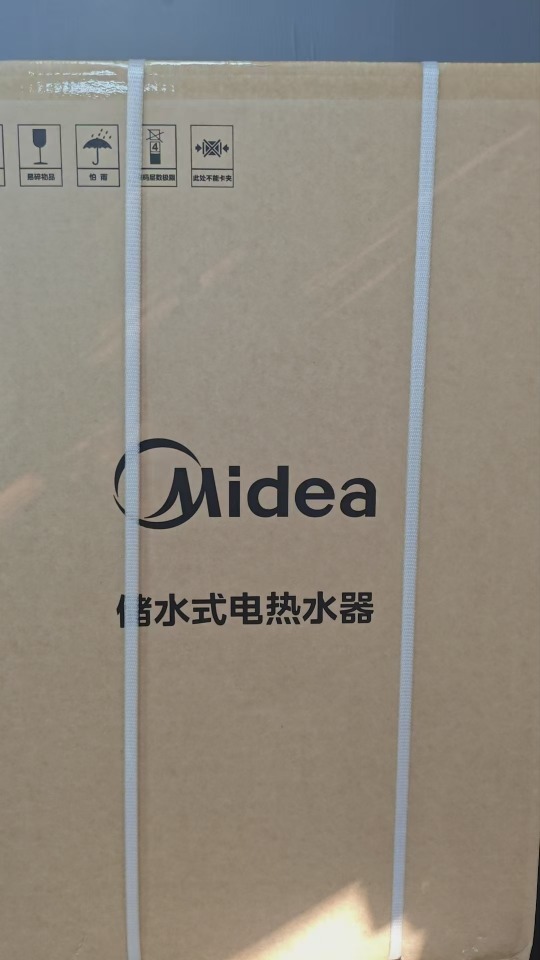 易碎物品
怕雨
堆码层数极限
4
此处不能卡夹
Midea
储水式电热水器